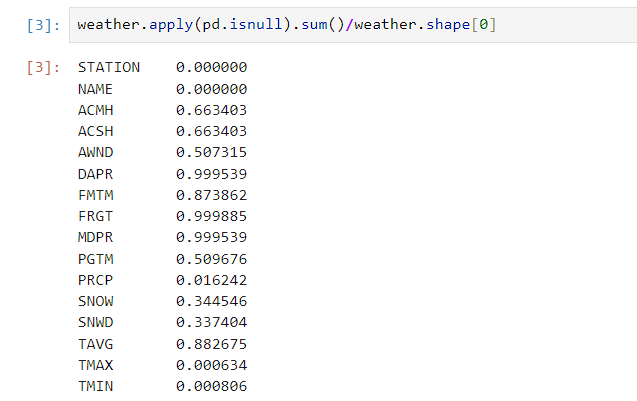 [3]: weather.apply(pd.isnull).sum()/weather.shape[0]
[3]: STATION 0.000000
NAME 0.000000
ACMH 0.663403
ACSH 0.663403
AWND 0.507315
DAPR 0.999539
FMTM 0.873862
FRGT 0.999885
MDPR 0.999539
PGTM 0.509676
PRCP 0.016242
SNOW 0.344546
SNWD 0.337404
TAVG 0.882675
TMAX 0.000634
TMIN 0.000806